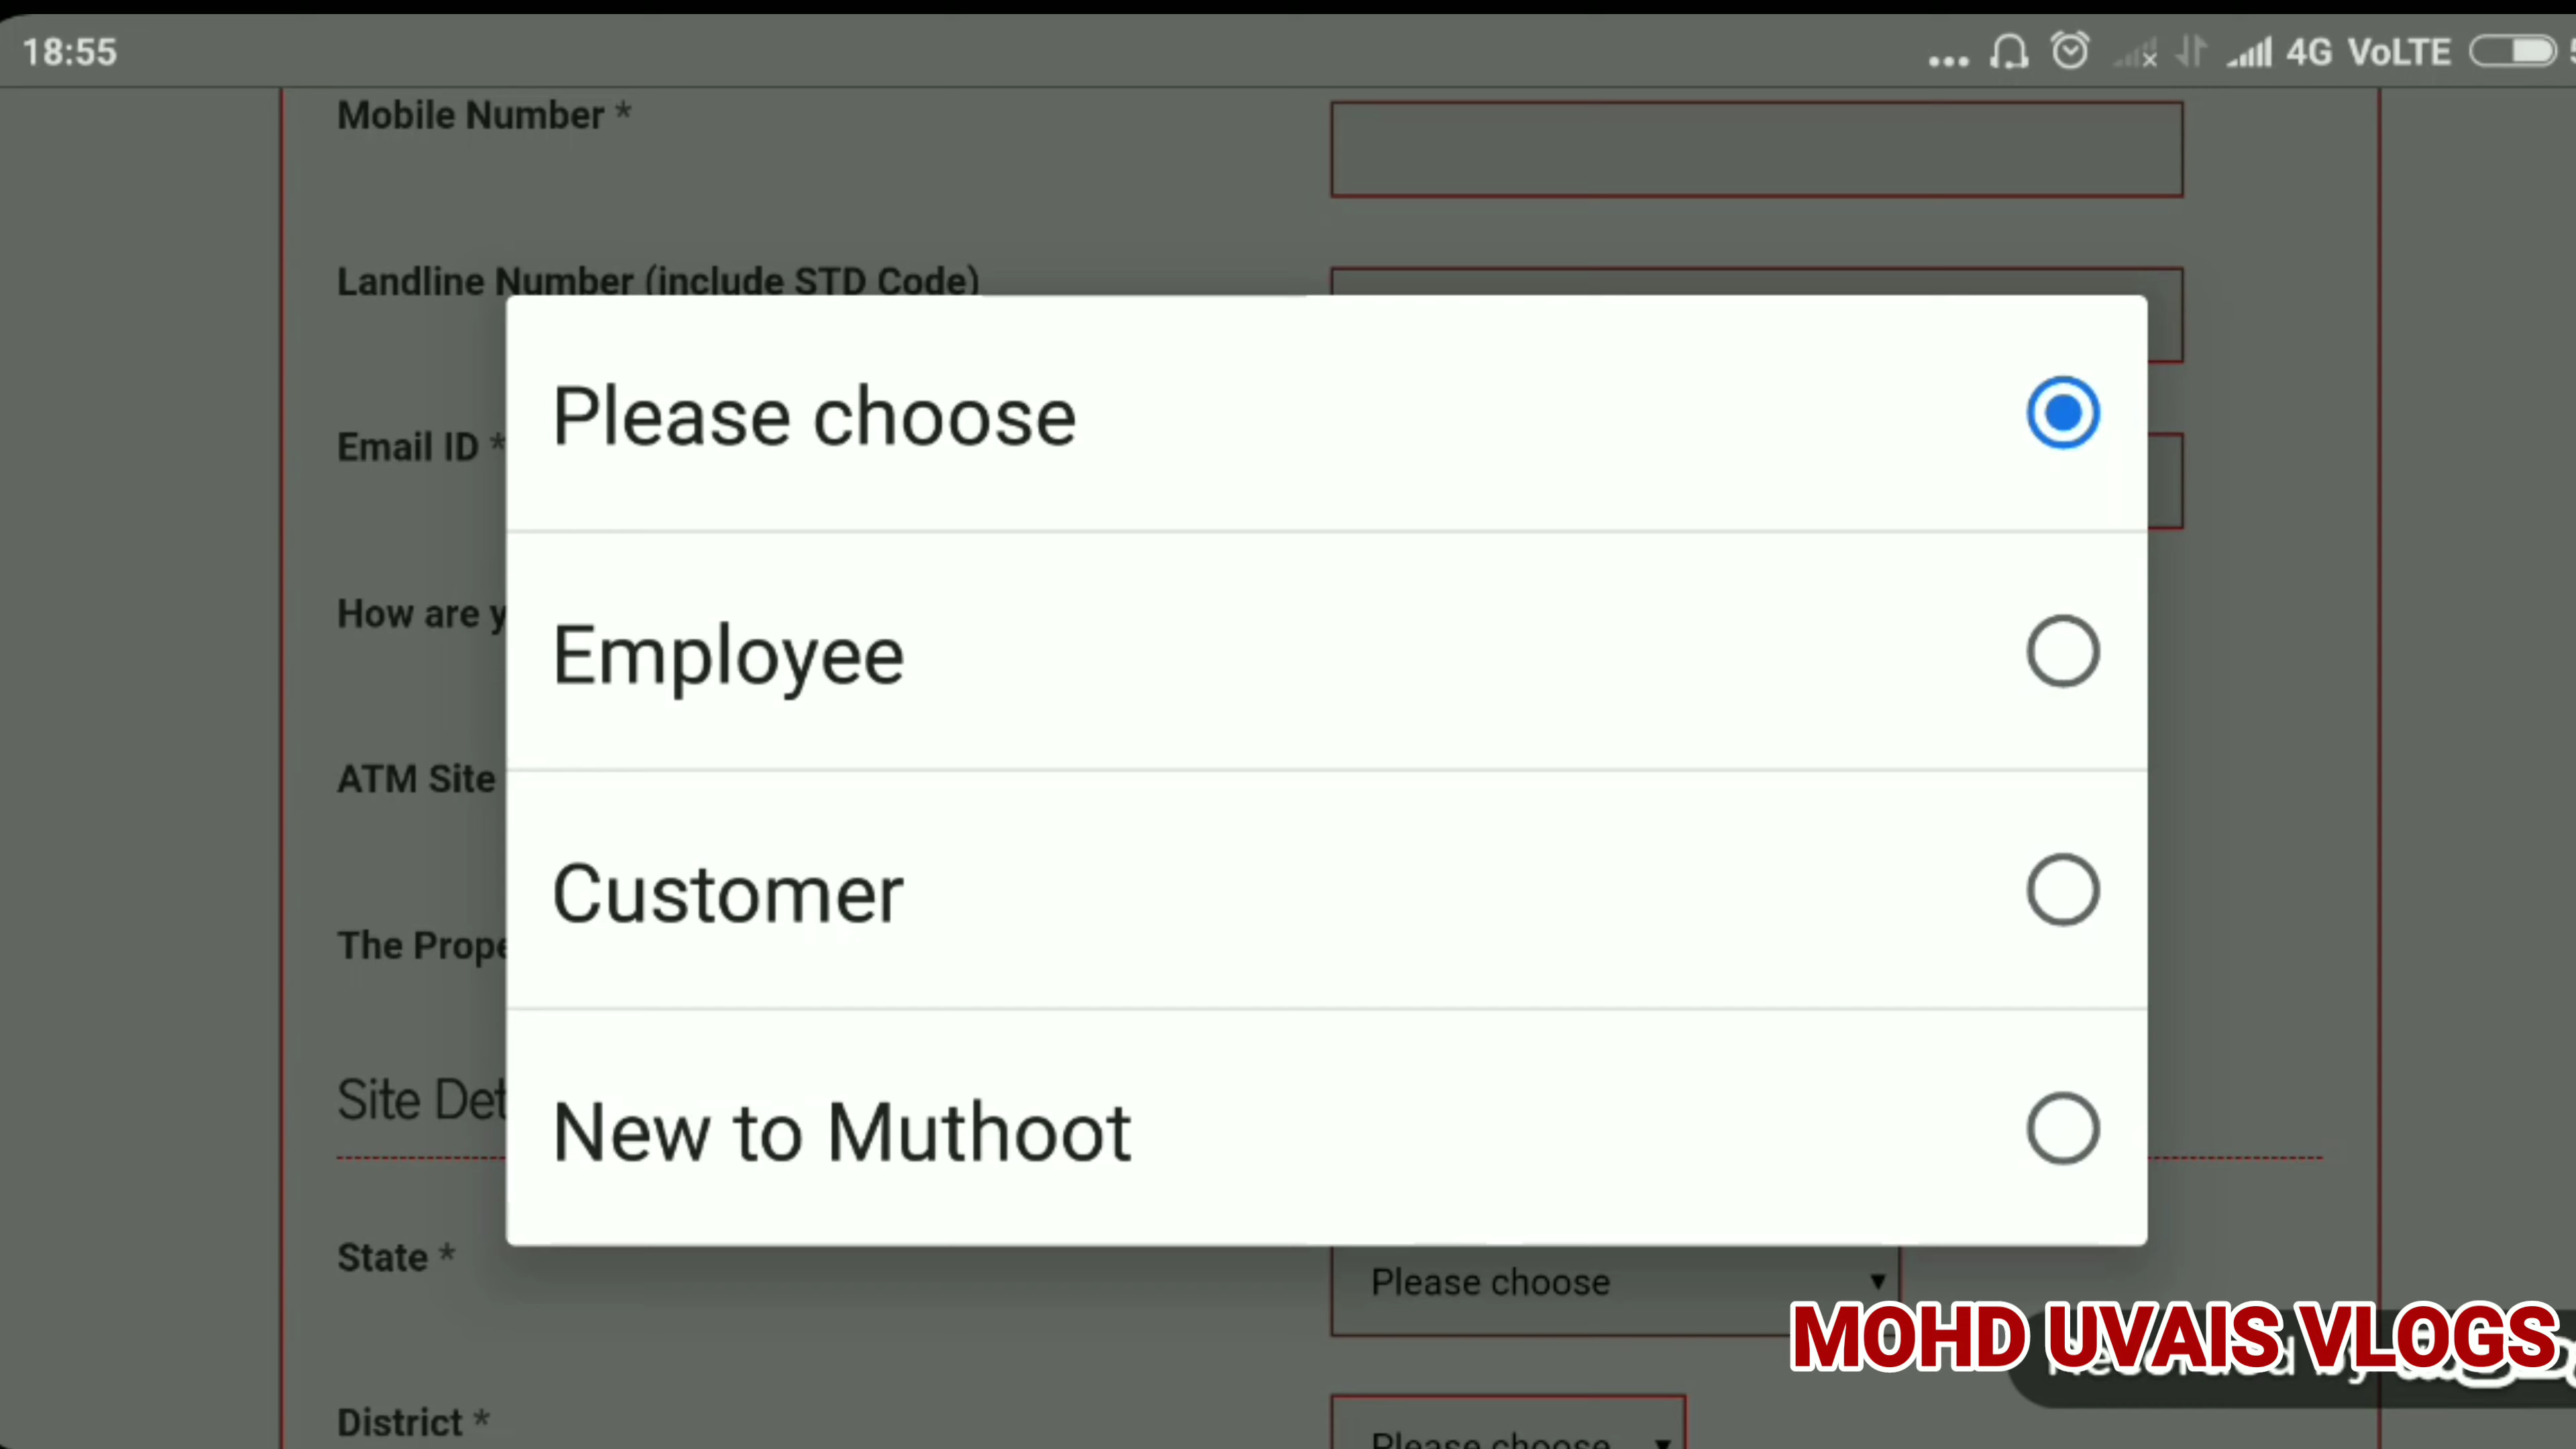 18:55
4G VoLTE
Mobile Number *
Landline Number (include STD Code)
Please choose
Email ID *
Employee
How are y
ATM Site
Customer
The Prope
Site Det
New to Muthoot
State *
Please choose
MOHD UVAIS VLOGS
District *
Please choose